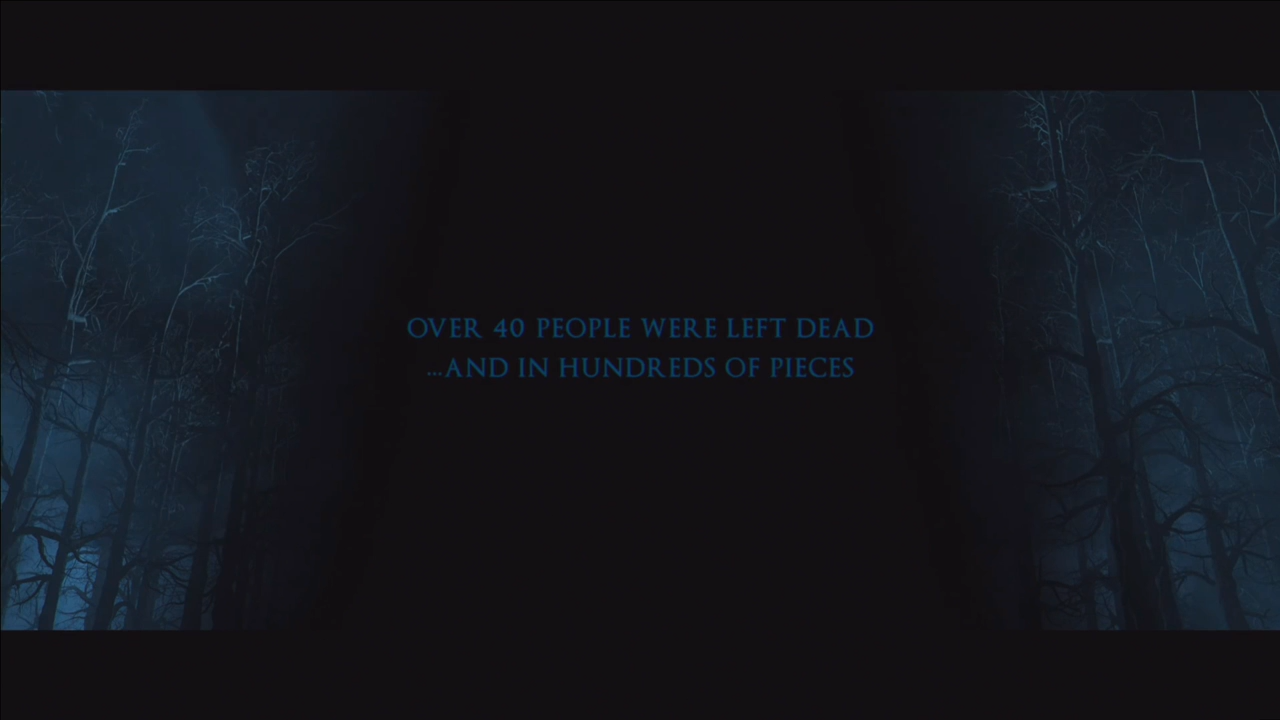 OVER 40 PEOPLE WERE LEFT DEAD
...AND IN HUNDREDS OF PIECES